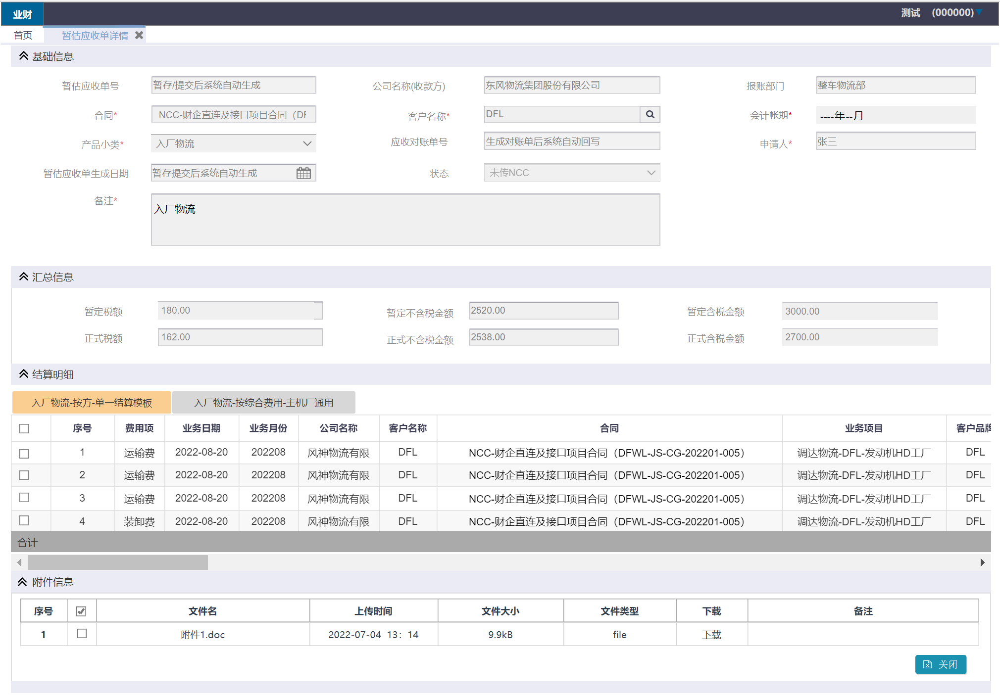 业财
测试 (000000)
首页 暂估应收单详情
基础信息
暂估应收单号 暂存/提交后系统自动生成 公司名称(收款方) 东风物流集团股份有限公司 报账部门 整车物流部
合同* NCC-财企直连及接口项目合同（DF 客户名称* DFL 会计帐期* ----年--月
产品小类* 入厂物流 应收对账单号 生成对账单后系统自动回写 申请人* 张三
暂估应收单生成日期 暂存提交后系统自动生成 状态 未传NCC
备注* 入厂物流
汇总信息
暂定税额 180.00 暂定不含税金额 2520.00 暂定含税金额 3000.00
正式税额 162.00 正式不含税金额 2538.00 正式含税金额 2700.00
结算明细
入厂物流-按方-单一结算模板 入厂物流-按综合费用-主机厂通用
序号 费用项 业务日期 业务月份 公司名称 客户名称 合同 业务项目 客户品牌
1 运输费 2022-08-20 202208 风神物流有限 DFL NCC-财企直连及接口项目合同（DFWL-JS-CG-202201-005） 调达物流-DFL-发动机HD工厂 DFL
2 运输费 2022-08-20 202208 风神物流有限 DFL NCC-财企直连及接口项目合同（DFWL-JS-CG-202201-005） 调达物流-DFL-发动机HD工厂 DFL
3 运输费 2022-08-20 202208 风神物流有限 DFL NCC-财企直连及接口项目合同（DFWL-JS-CG-202201-005） 调达物流-DFL-发动机HD工厂 DFL
4 装卸费 2022-08-20 202208 风神物流有限 DFL NCC-财企直连及接口项目合同（DFWL-JS-CG-202201-005） 调达物流-DFL-发动机HD工厂 DFL
合计
附件信息
序号 文件名 上传时间 文件大小 文件类型 下载 备注
1 附件1.doc 2022-07-04 13：14 9.9kB file 下载
关闭